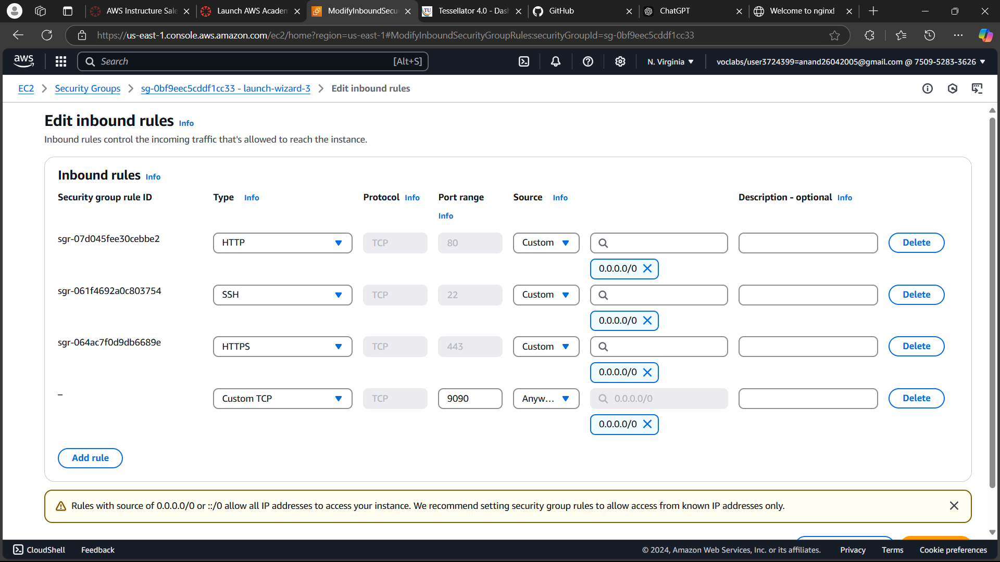 AWS Instructure Sale
Launch AWS Academ
ModifyInboundSecu
Tessellator 4.0 - Dash
GitHub
ChatGPT
Welcome to nginx!
https://us-east-1.console.aws.amazon.com/ec2/home?region=us-east-1#ModifyInboundSecurityGroupRules:securityGroupId=sg-0bf9eec5cddf1cc33
aws
Search
[Alt+S]
N. Virginia
voclabs/user3724399=anand26042005@gmail.com @ 7509-5283-3626
EC2
Security Groups
sg-0bf9eec5cddf1cc33 - launch-wizard-3
Edit inbound rules
Edit inbound rules Info
Inbound rules control the incoming traffic that's allowed to reach the instance.
Inbound rules Info
Security group rule ID
Type Info
Protocol Info
Port range
Info
Source Info
Description - optional Info
sgr-07d045fee30cebbe2
HTTP
TCP
80
Custom
Delete
0.0.0.0/0
sgr-061f4692a0c803754
SSH
TCP
22
Custom
Delete
0.0.0.0/0
sgr-064ac7f0d9db6689e
HTTPS
TCP
443
Custom
Delete
0.0.0.0/0
–
Custom TCP
TCP
9090
Anyw...
0.0.0.0/0
Delete
0.0.0.0/0
Add rule
Rules with source of 0.0.0.0/0 or ::/0 allow all IP addresses to access your instance. We recommend setting security group rules to allow access from known IP addresses only.
CloudShell
Feedback
© 2024, Amazon Web Services, Inc. or its affiliates.
Privacy
Terms
Cookie preferences